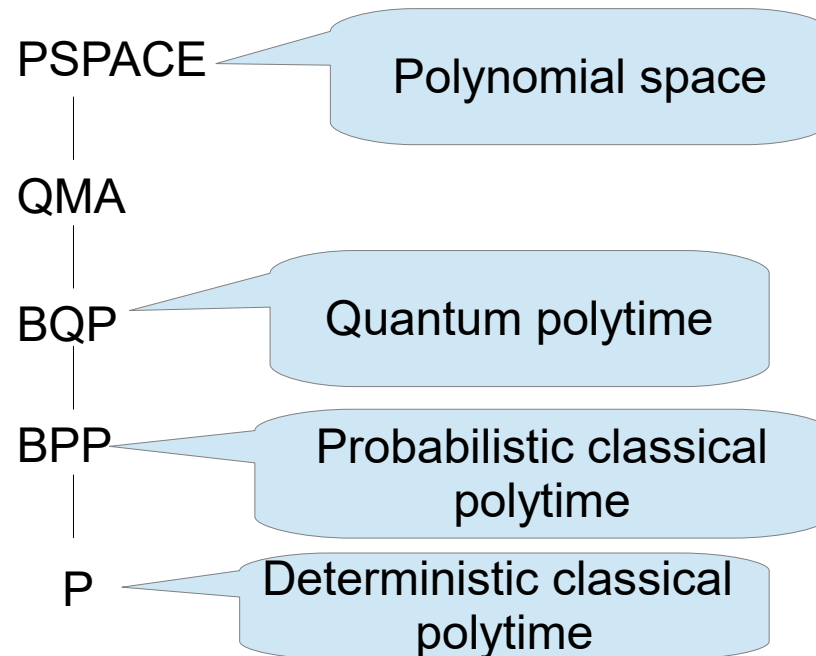 PSPACE
Polynomial space
QMA
BQP
Quantum polytime
BPP
Probabilistic classical
polytime
P
Deterministic classical
polytime